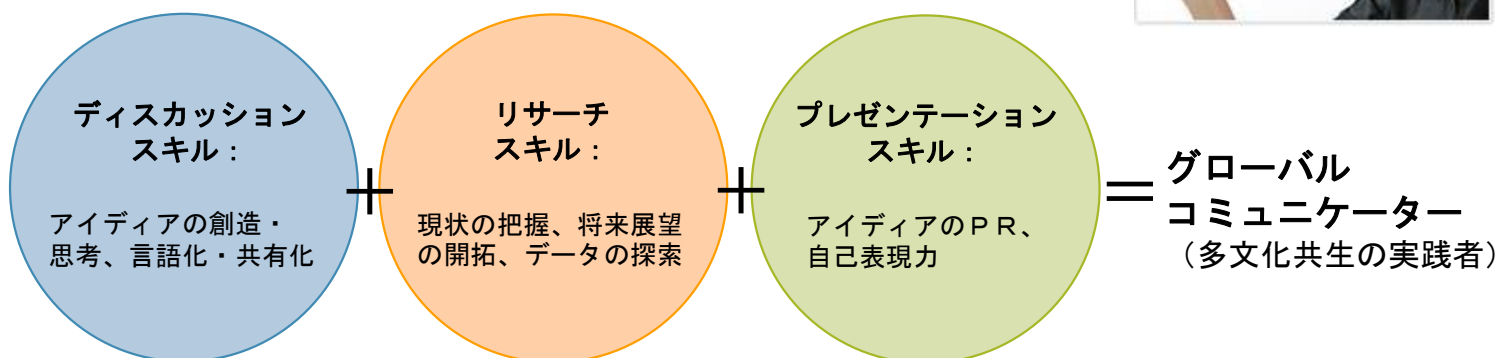 ディスカッション
スキル：
アイディアの創造・
思考、言語化・共有化
＋
リサーチ
スキル：
現状の把握、将来展望
の開拓、データの探索
＋
プレゼンテーション
スキル：
アイディアのＰＲ、
自己表現力
＝
グローバル
コミュニケーター
（多文化共生の実践者）